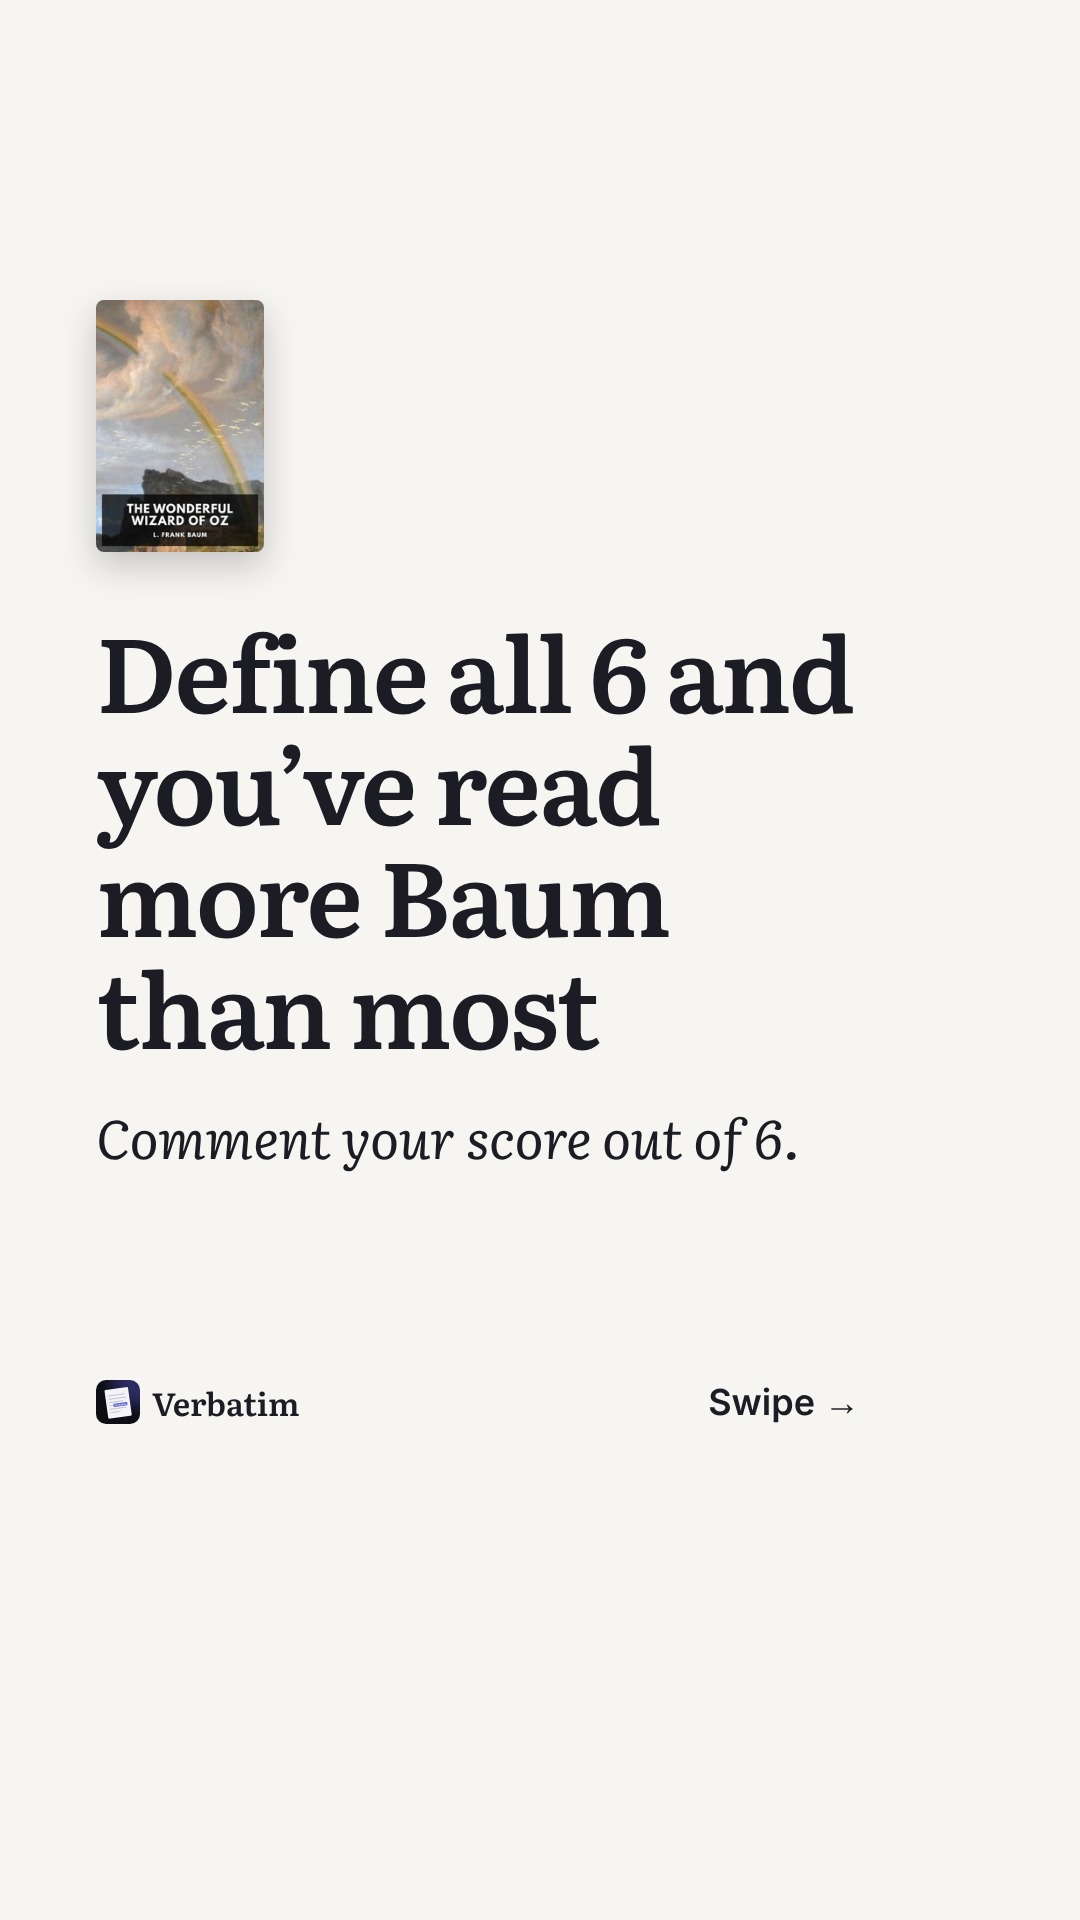 THE WONDERFUL
WIZARD OF OZ
L. FRANK BAUM
Define all 6 and
you’ve read
more Baum
than most
Comment your score out of 6.
Verbatim
Swipe →